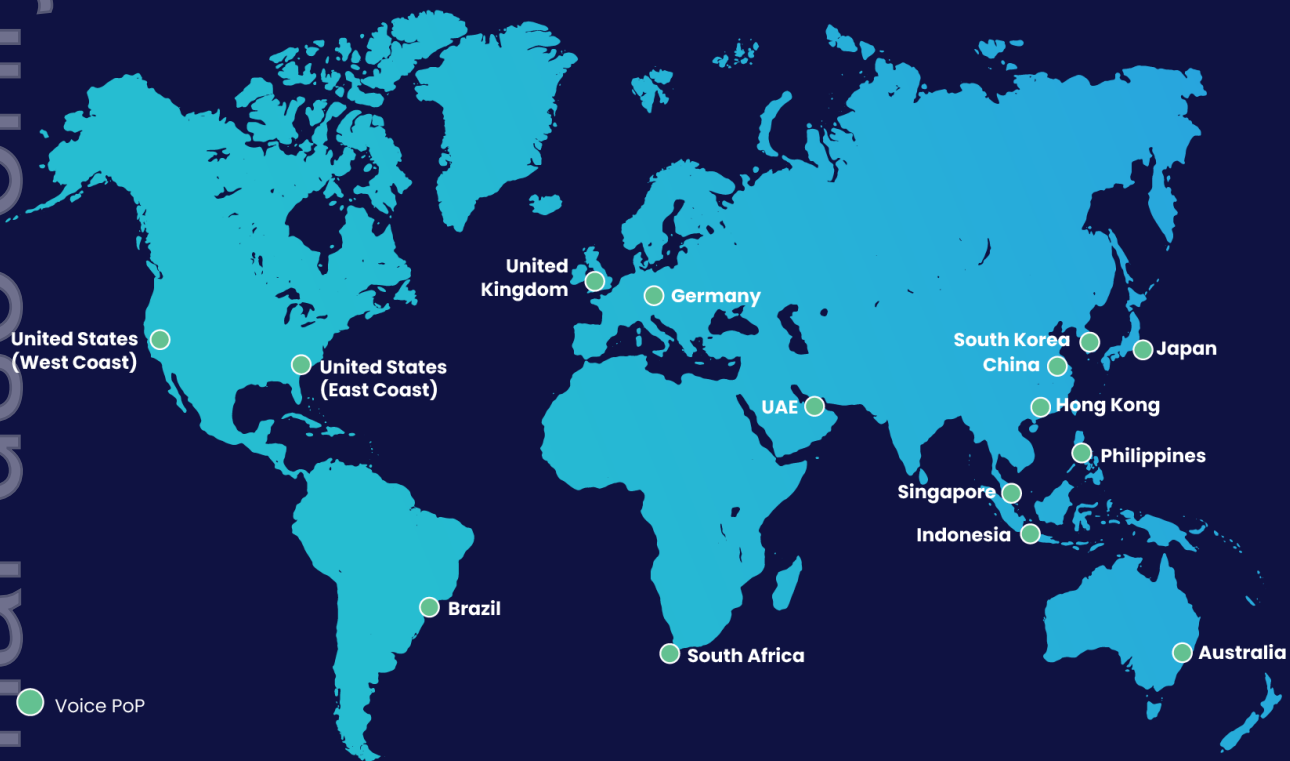 United
Kingdom
Germany
United States
(West Coast)
United States
(East Coast)
South Korea
Japan
China
UAE
Hong Kong
Philippines
Singapore
Indonesia
Brazil
South Africa
Australia
Voice PoP